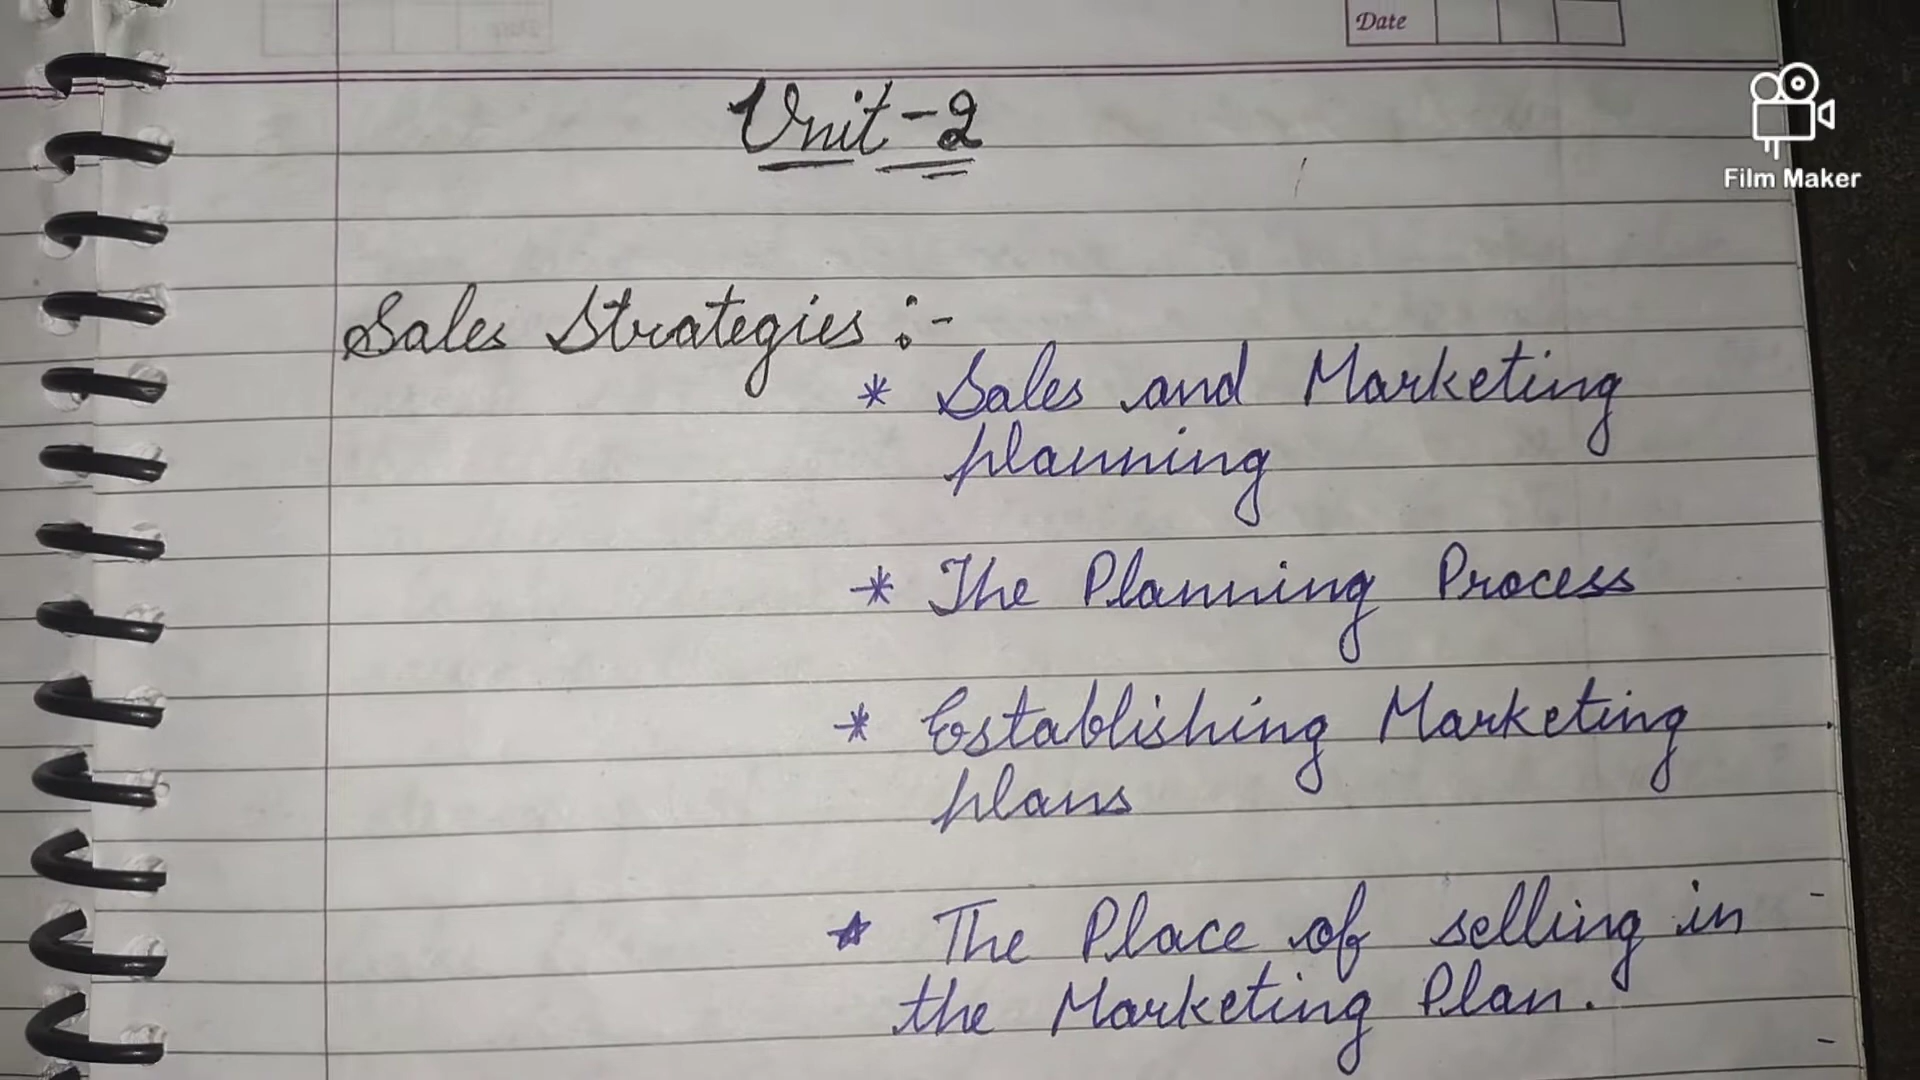 Date
Unit-2
Film Maker
Sales Strategies :-
* Sales and Marketing
planning
* The Planning Process
* Establishing Marketing
plans
* The Place of selling in
the Marketing Plan.